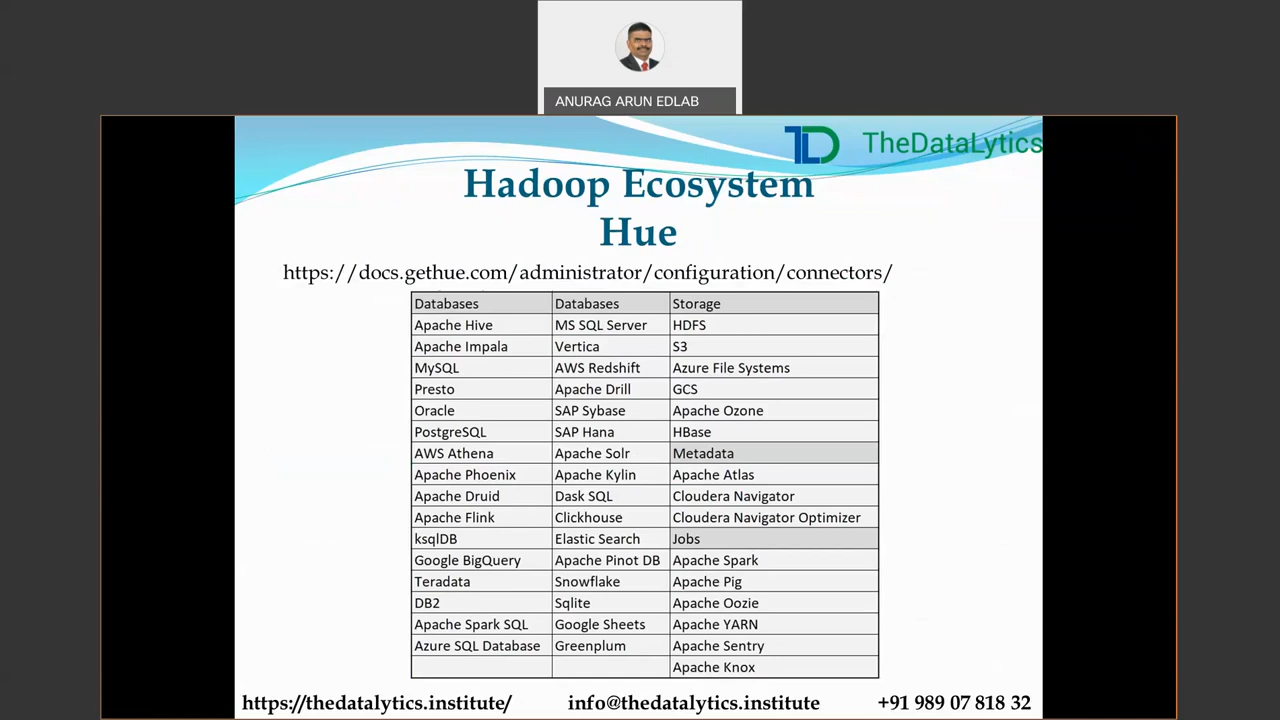 ANURAG ARUN EDLAB
TheDataLytics
Hadoop Ecosystem
Hue
https://docs.gethue.com/administrator/configuration/connectors/
Databases Databases Storage
Apache Hive MS SQL Server HDFS
Apache Impala Vertica S3
MySQL AWS Redshift Azure File Systems
Presto Apache Drill GCS
Oracle SAP Sybase Apache Ozone
PostgreSQL SAP Hana HBase
AWS Athena Apache Solr Metadata
Apache Phoenix Apache Kylin Apache Atlas
Apache Druid Dask SQL Cloudera Navigator
Apache Flink Clickhouse Cloudera Navigator Optimizer
ksqlDB Elastic Search Jobs
Google BigQuery Apache Pinot DB Apache Spark
Teradata Snowflake Apache Pig
DB2 Sqlite Apache Oozie
Apache Spark SQL Google Sheets Apache YARN
Azure SQL Database Greenplum Apache Sentry
Apache Knox
https://thedatalytics.institute/ info@thedatalytics.institute +91 989 07 818 32